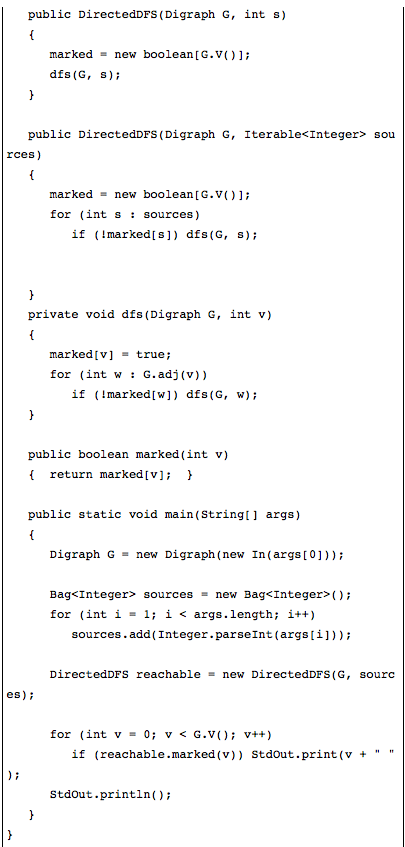 public DirectedDFS(Digraph G, int s)
{
marked = new boolean[G.V()];
dfs(G, s);
}
public DirectedDFS(Digraph G, Iterable<Integer> sou
rces)
{
marked = new boolean[G.V()];
for (int s : sources)
if (!marked[s]) dfs(G, s);
}
private void dfs(Digraph G, int v)
{
marked[v] = true;
for (int w : G.adj(v))
if (!marked[w]) dfs(G, w);
}
public boolean marked(int v)
{  return marked[v];  }
public static void main(String[] args)
{
Digraph G = new Digraph(new In(args[0]));
Bag<Integer> sources = new Bag<Integer>();
for (int i = 1; i < args.length; i++)
sources.add(Integer.parseInt(args[i]));
DirectedDFS reachable = new DirectedDFS(G, sourc
es);
for (int v = 0; v < G.V(); v++)
if (reachable.marked(v)) StdOut.print(v + " "
);
StdOut.println();
}
}